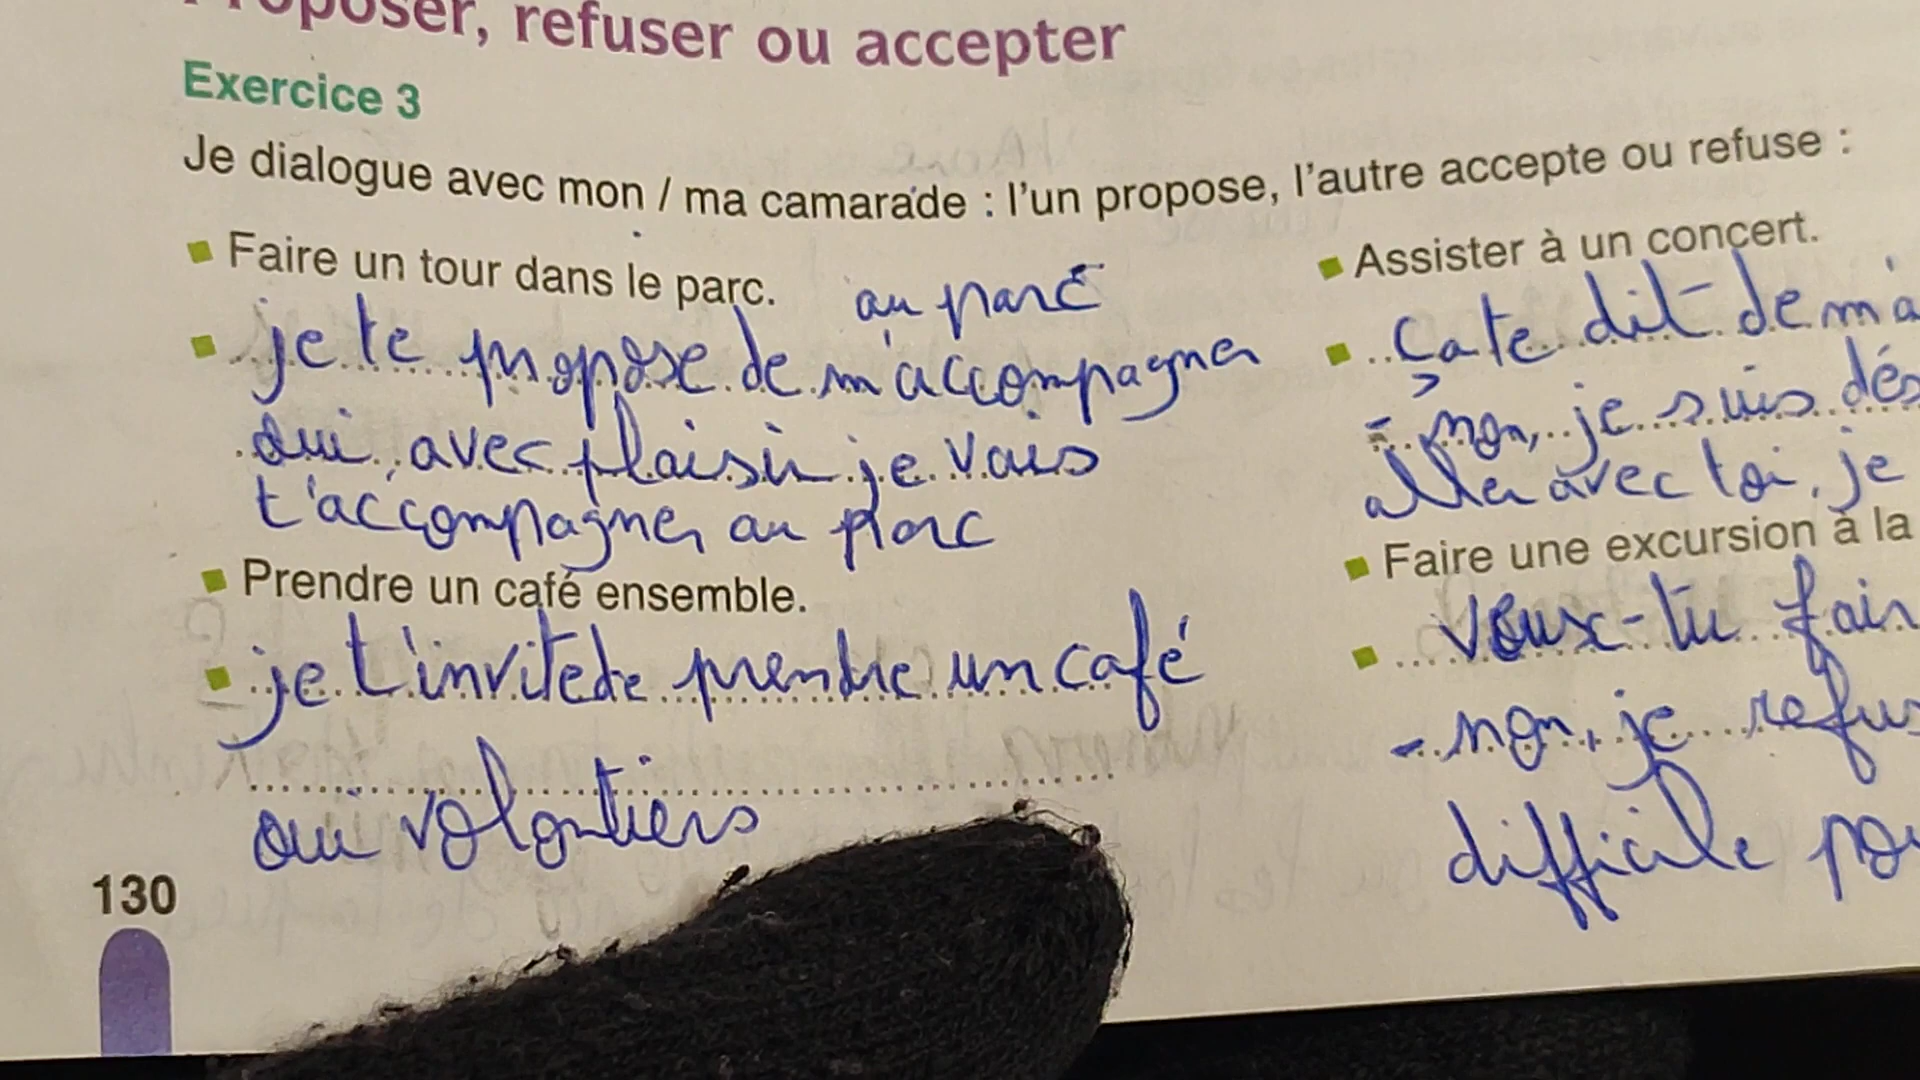 Proposer, refuser ou accepter
Exercice 3
Je dialogue avec mon / ma camarade : l'un propose, l'autre accepte ou refuse :
Faire un tour dans le parc.
au parc
je te propose de m'accompagner
oui, avec plaisir je vais
t'accompagner au parc
Prendre un café ensemble.
je t'invite de prendre un café
oui volontiers
130
Assister à un concert.
Ça te dit de m'a
- non, je suis dés
aller avec toi, je
Faire une excursion à la
Veux-tu fair
- non, je refus
difficile po